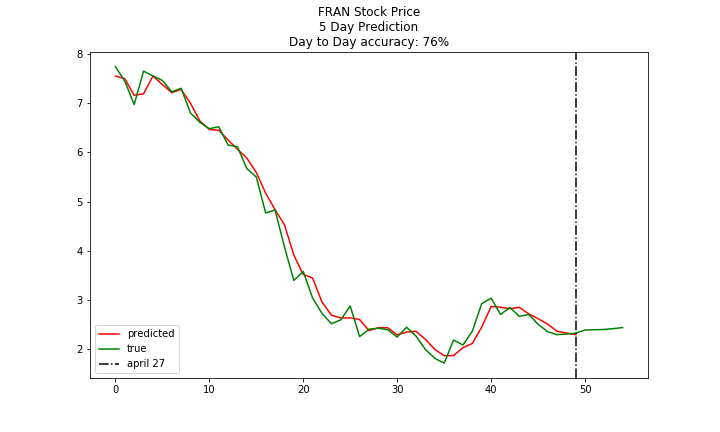 FRAN Stock Price
5 Day Prediction
Day to Day accuracy: 76%
8
7
6
5
4
3
2
predicted
true
april 27
0 10 20 30 40 50